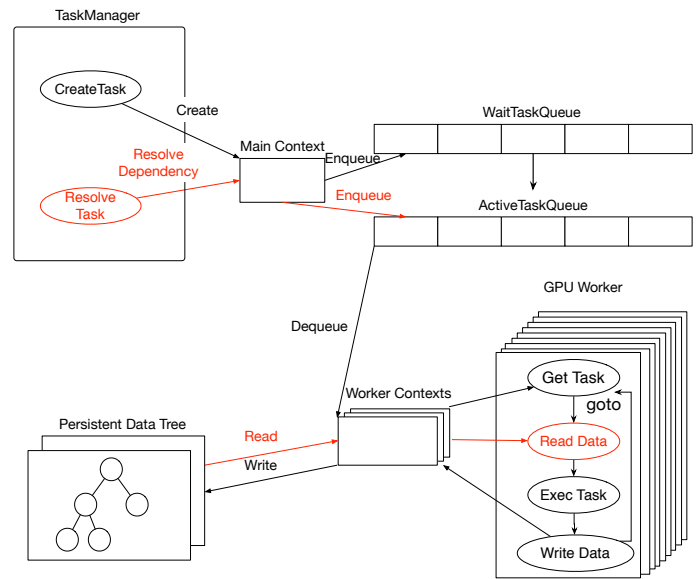 TaskManager
CreateTask
Create
WaitTaskQueue
Main Context
Enqueue
Resolve
Dependency
Enqueue
Resolve
Task
ActiveTaskQueue
GPU Worker
Dequeue
Get Task
Worker Contexts
goto
Persistent Data Tree
Read
Read Data
Write
Exec Task
Write Data